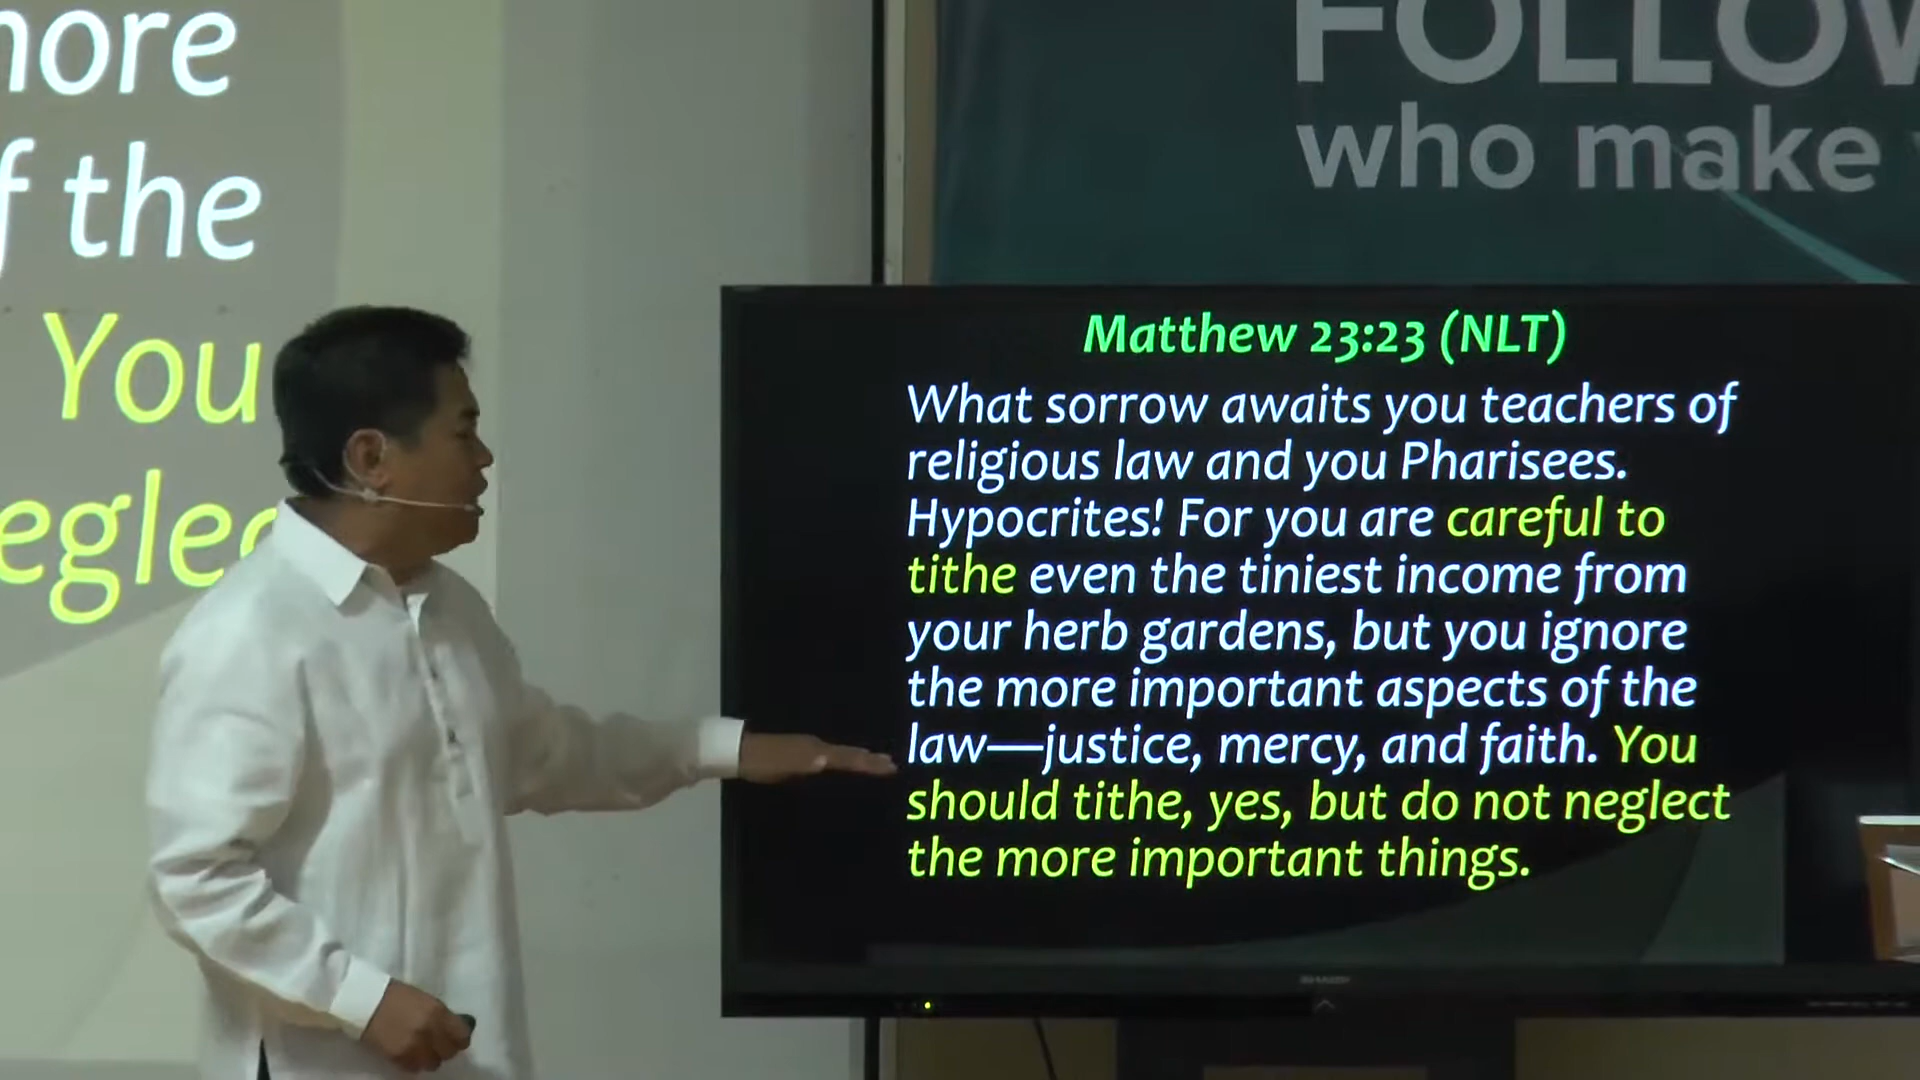 more
f the
You
eglec
FOLLOW
who make
Matthew 23:23 (NLT)
What sorrow awaits you teachers of
religious law and you Pharisees.
Hypocrites! For you are careful to
tithe even the tiniest income from
your herb gardens, but you ignore
the more important aspects of the
law—justice, mercy, and faith. You
should tithe, yes, but do not neglect
the more important things.
SHARP